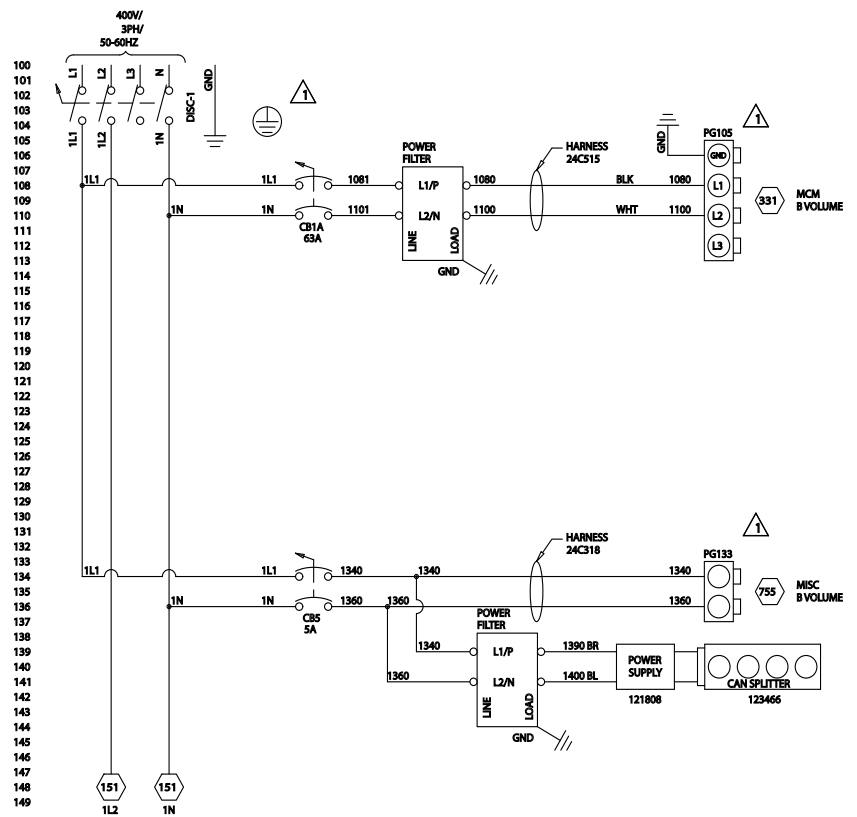 400V/
3PH/
50-60HZ
L1 L2 L3 N GND
DISC-1
1L1 1L2 1N
1
100
101
102
103
104
105
106
107
108
109
110
111
112
113
114
115
116
117
118
119
120
121
122
123
124
125
126
127
128
129
130
131
132
133
134
135
136
137
138
139
140
141
142
143
144
145
146
147
148
149
1L1 1L1 1081
1N 1N 1101
CB1A
63A
POWER
FILTER
L1/P
L2/N
LINE
LOAD
GND
1080
1100
HARNESS
24C515
BLK 1080
WHT 1100
GND
1
PG105
GND
L1
L2
L3
331
MCM
B VOLUME
1L1 1L1 1340 1340
1N 1N 1360 1360
CB5
5A
HARNESS
24C318
1340
1360
1
PG133
755
MISC
B VOLUME
POWER
FILTER
1340 L1/P 1390 BR
1360 L2/N 1400 BL
LINE
LOAD
GND
POWER
SUPPLY
121808
CAN SPLITTER
123466
151 151
1L2 1N